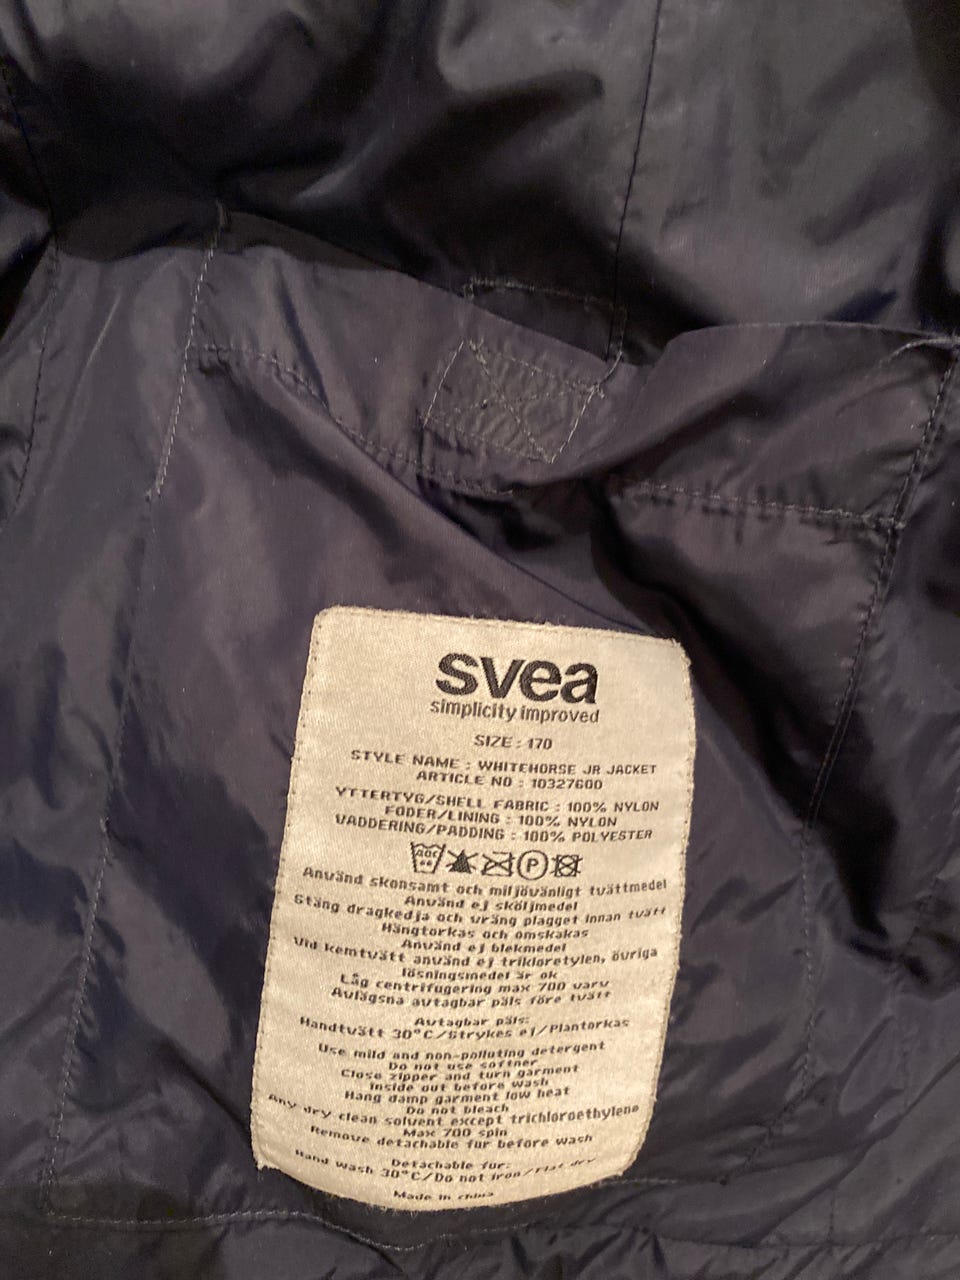 svea
simplicity improved
SIZE : 170
STYLE NAME : WHITEHORSE JR JACKET
ARTICLE NO : 10327600
YTTERTYG/SHELL FABRIC : 100% NYLON
FODER/LINING : 100% NYLON
VADDERING/PADDING : 100% POLYESTER
P
Använd skonsamt och miljövänligt tvättmedel
Använd ej sköljmedel
Stäng dragkedja och vräng plagget innan tvätt
Hängtorkas och omskakas
Använd ej blekmedel
Vid kemtvätt använd ej trikloretylen, övriga
lösningsmedel är ok
Låg centrifugering max 700 varv
Avlägsna avtagbar päls före tvätt
Avtagbar päls:
Handtvätt 30°C/Strykes ej/Plantorkas
Use mild and non-polluting detergent
Do not use softner
Close zipper and turn garment
inside out before wash
Hang damp garment low heat
Do not bleach
Any dry clean solvent except trichloroethylene
Max 700 spin
Remove detachable fur before wash
Detachable fur:
Hand wash 30°C/Do not iron/Flat dry
Made in china